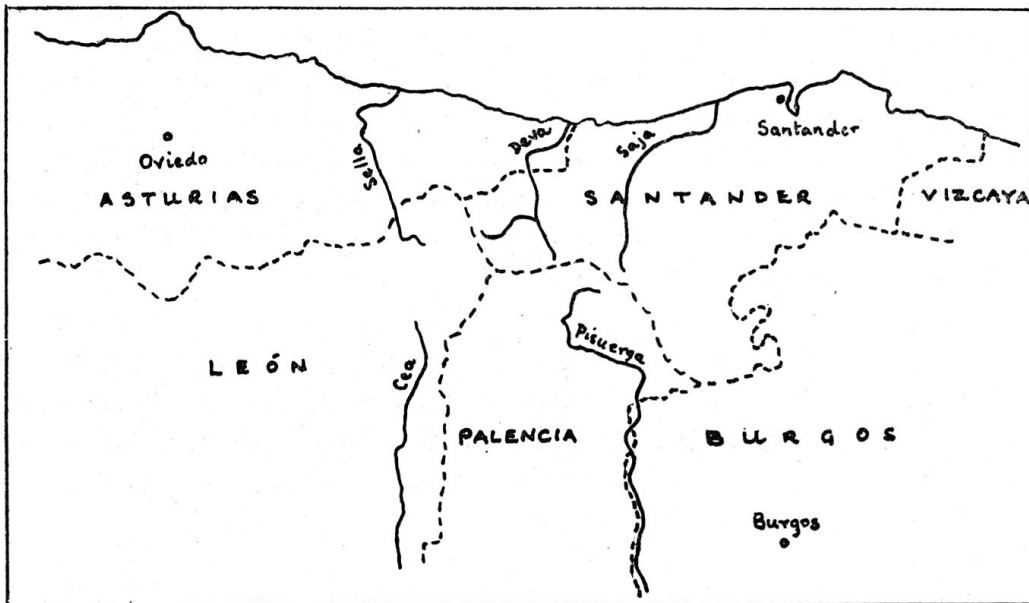 Santander
Oviedo
Deva
Saja
Sella
ASTURIAS
SANTANDER
VIZCAYA
LEÓN
Cea
Pisuerga
PALENCIA
BURGOS
Burgos